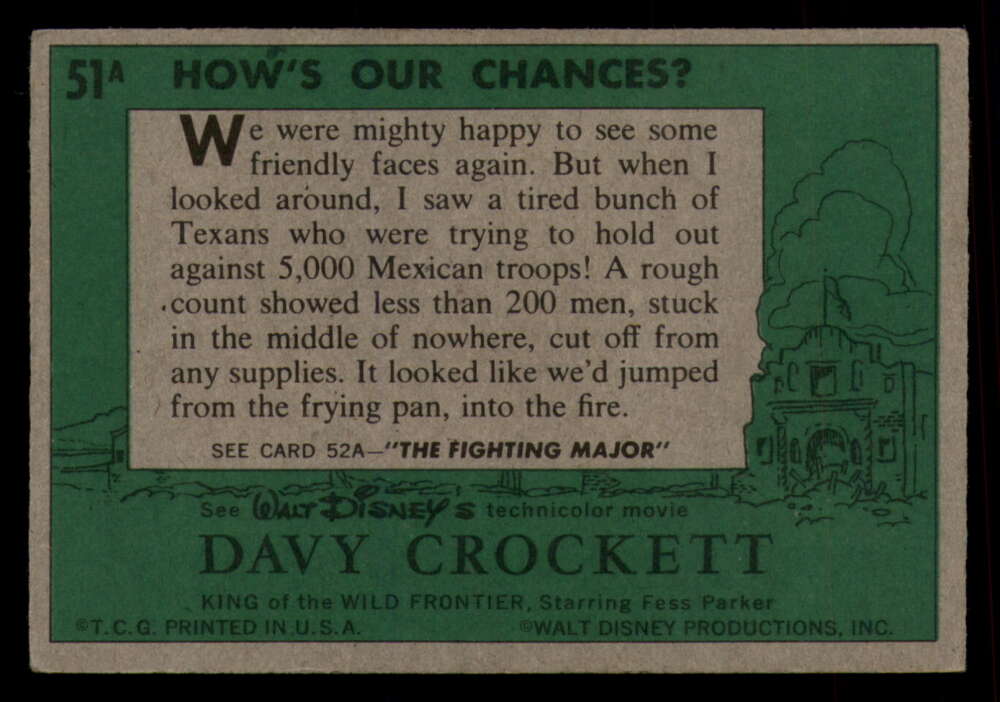 51A HOW'S OUR CHANCES?
We were mighty happy to see some
friendly faces again. But when I
looked around, I saw a tired bunch of
Texans who were trying to hold out
against 5,000 Mexican troops! A rough
count showed less than 200 men, stuck
in the middle of nowhere, cut off from
any supplies. It looked like we'd jumped
from the frying pan, into the fire.
SEE CARD 52A—"THE FIGHTING MAJOR"
See WALT DISNEY'S technicolor movie
DAVY CROCKETT
KING of the WILD FRONTIER, Starring Fess Parker
©T.C.G. PRINTED IN U.S.A. ©WALT DISNEY PRODUCTIONS, INC.